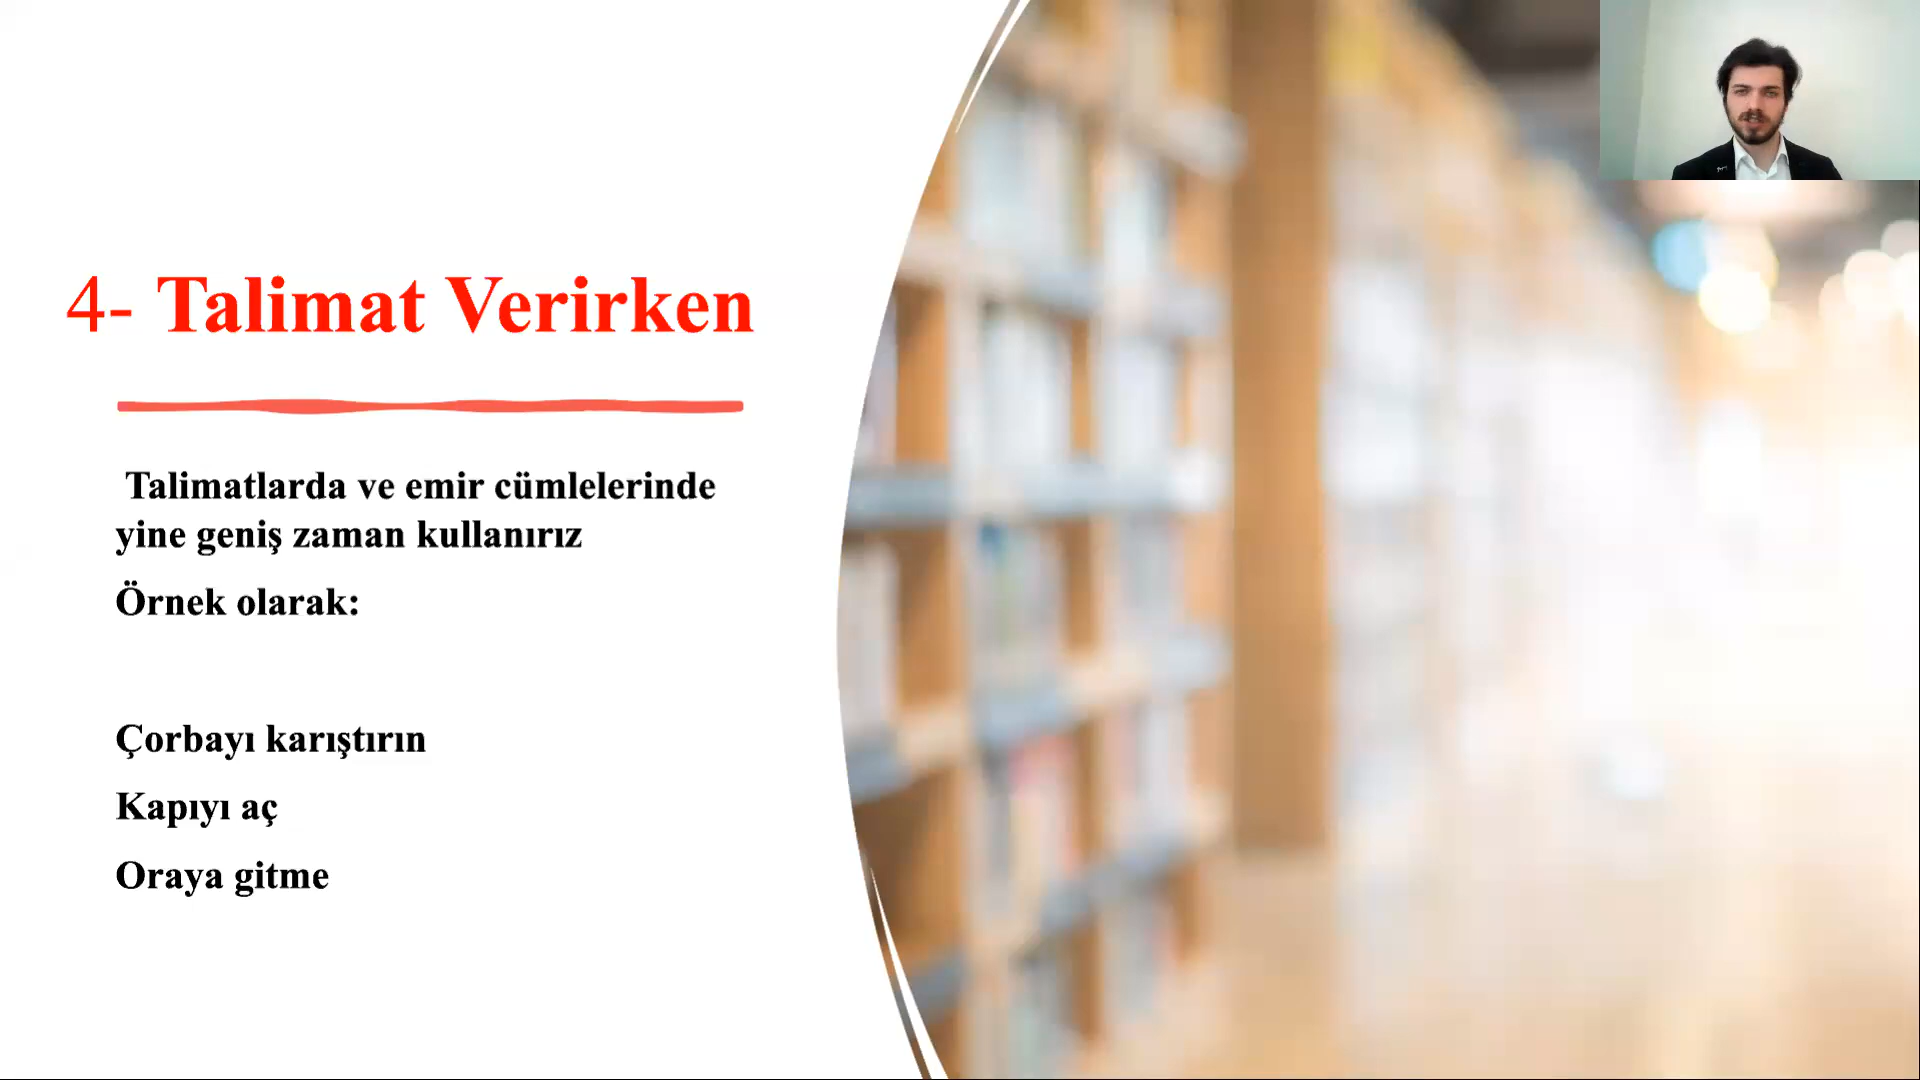 4- Talimat Verirken
Talimatlarda ve emir cümlelerinde
yine geniş zaman kullanırız
Örnek olarak:
Çorbayı karıştırın
Kapıyı aç
Oraya gitme